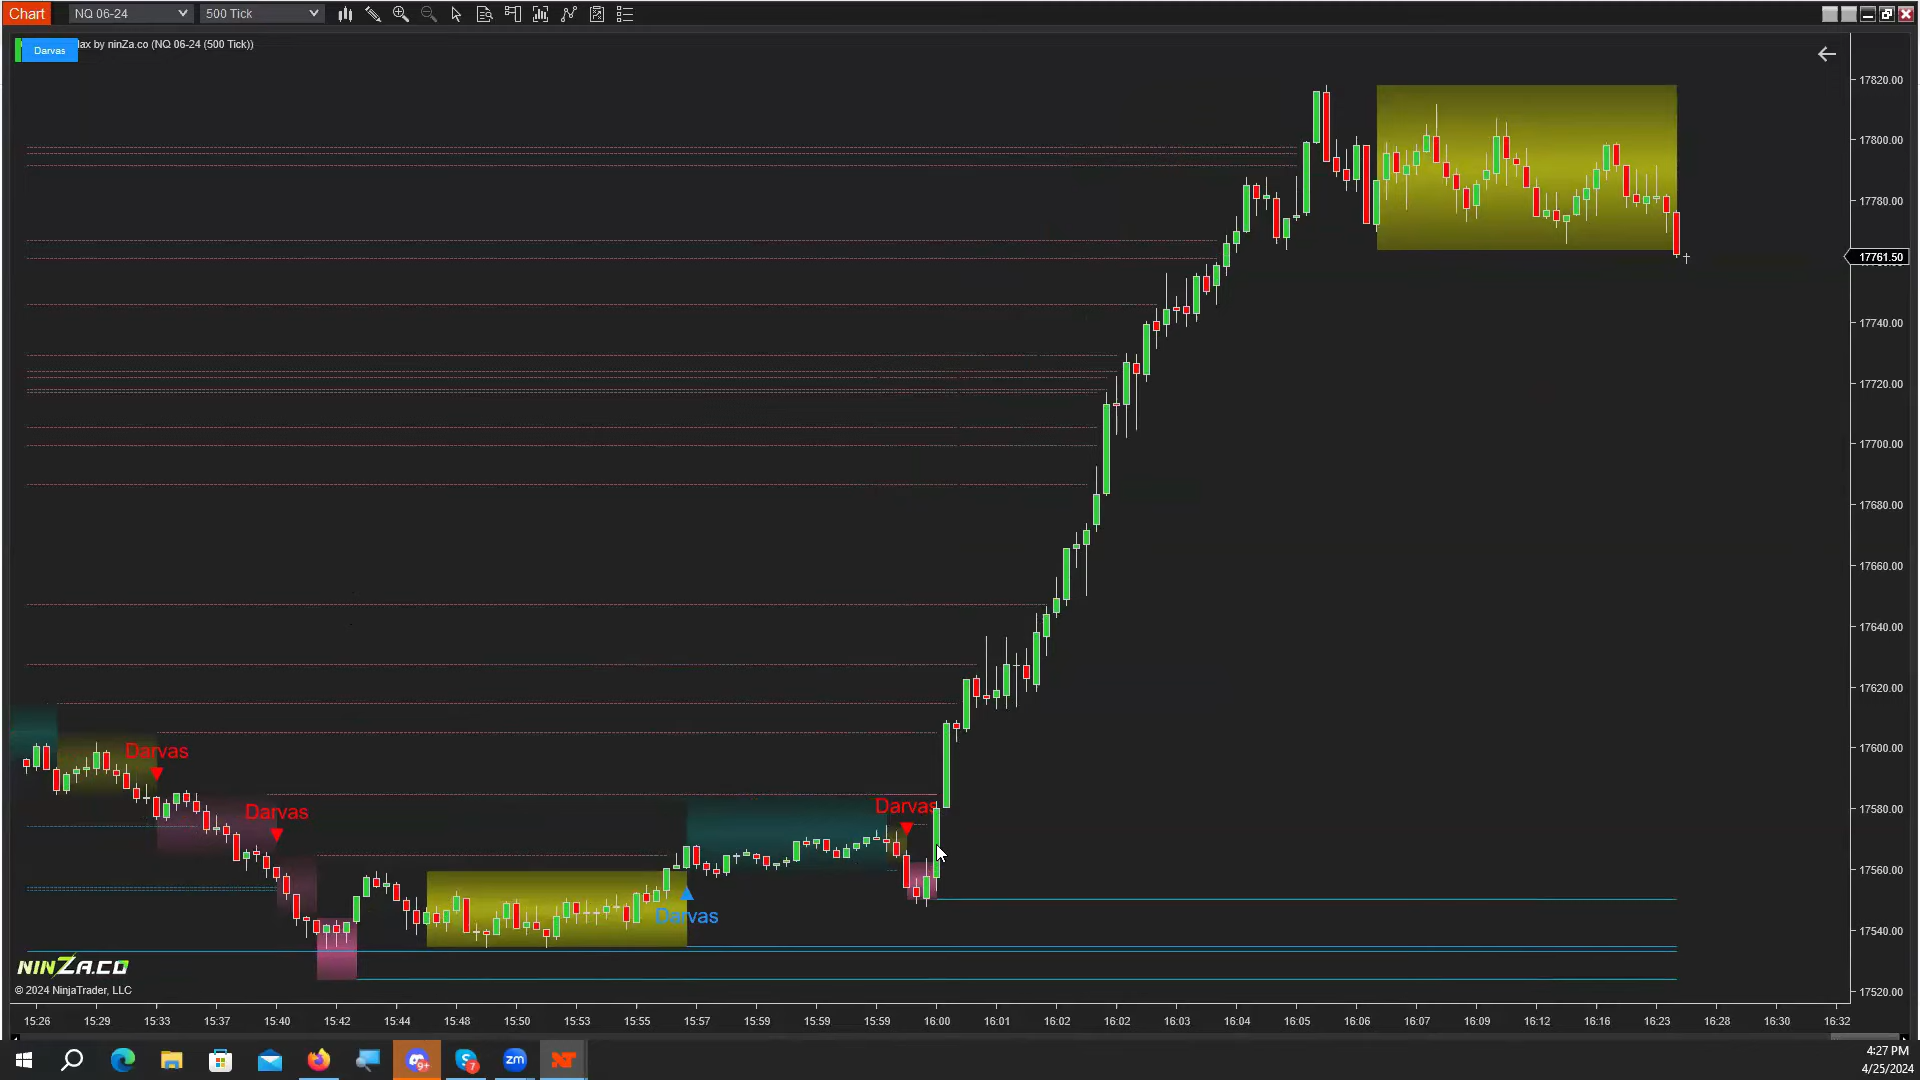 Chart
NQ 06-24
500 Tick
Darvas
ax by ninZa.co (NQ 06-24 (500 Tick))
17820.00
17800.00
17780.00
17761.50
17740.00
17720.00
17700.00
17680.00
17660.00
17640.00
17620.00
17600.00
17580.00
17560.00
17540.00
17520.00
Darvas
Darvas
Darvas
Darvas
NINZA.CO
© 2024 NinjaTrader, LLC
15:26 15:29 15:33 15:37 15:40 15:42 15:44 15:48 15:50 15:53 15:55 15:57 15:59 15:59 15:59 16:00 16:01 16:02 16:02 16:03 16:04 16:05 16:06 16:07 16:09 16:12 16:16 16:23 16:28 16:30 16:32
9+
7
zm
4:27 PM
4/25/2024